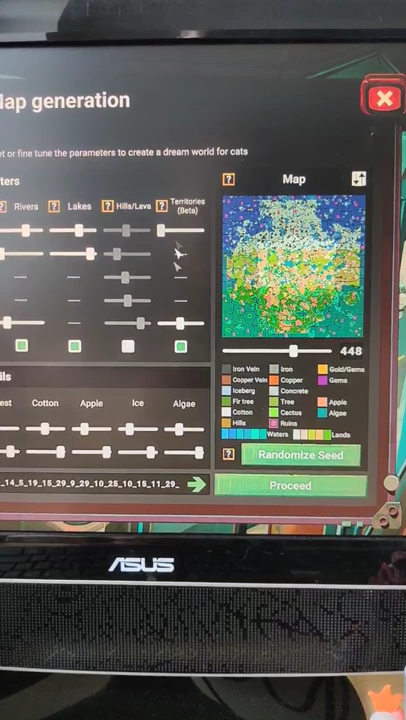 Map generation
et or fine tune the parameters to create a dream world for cats
ters
? Rivers ? Lakes ? Hills/Lava ? Territories (Beta)
? Map
448
Iron Vein Iron Gold/Gems
Copper Vein Copper Gems
Iceberg Concrete
Fir tree Tree Apple
Cotton Cactus Algae
Hills Ruins
Waters Lands
ils
est Cotton Apple Ice Algae
? Randomize Seed
_14_5_19_15_29_9_29_10_25_10_15_11_29_
Proceed
ASUS